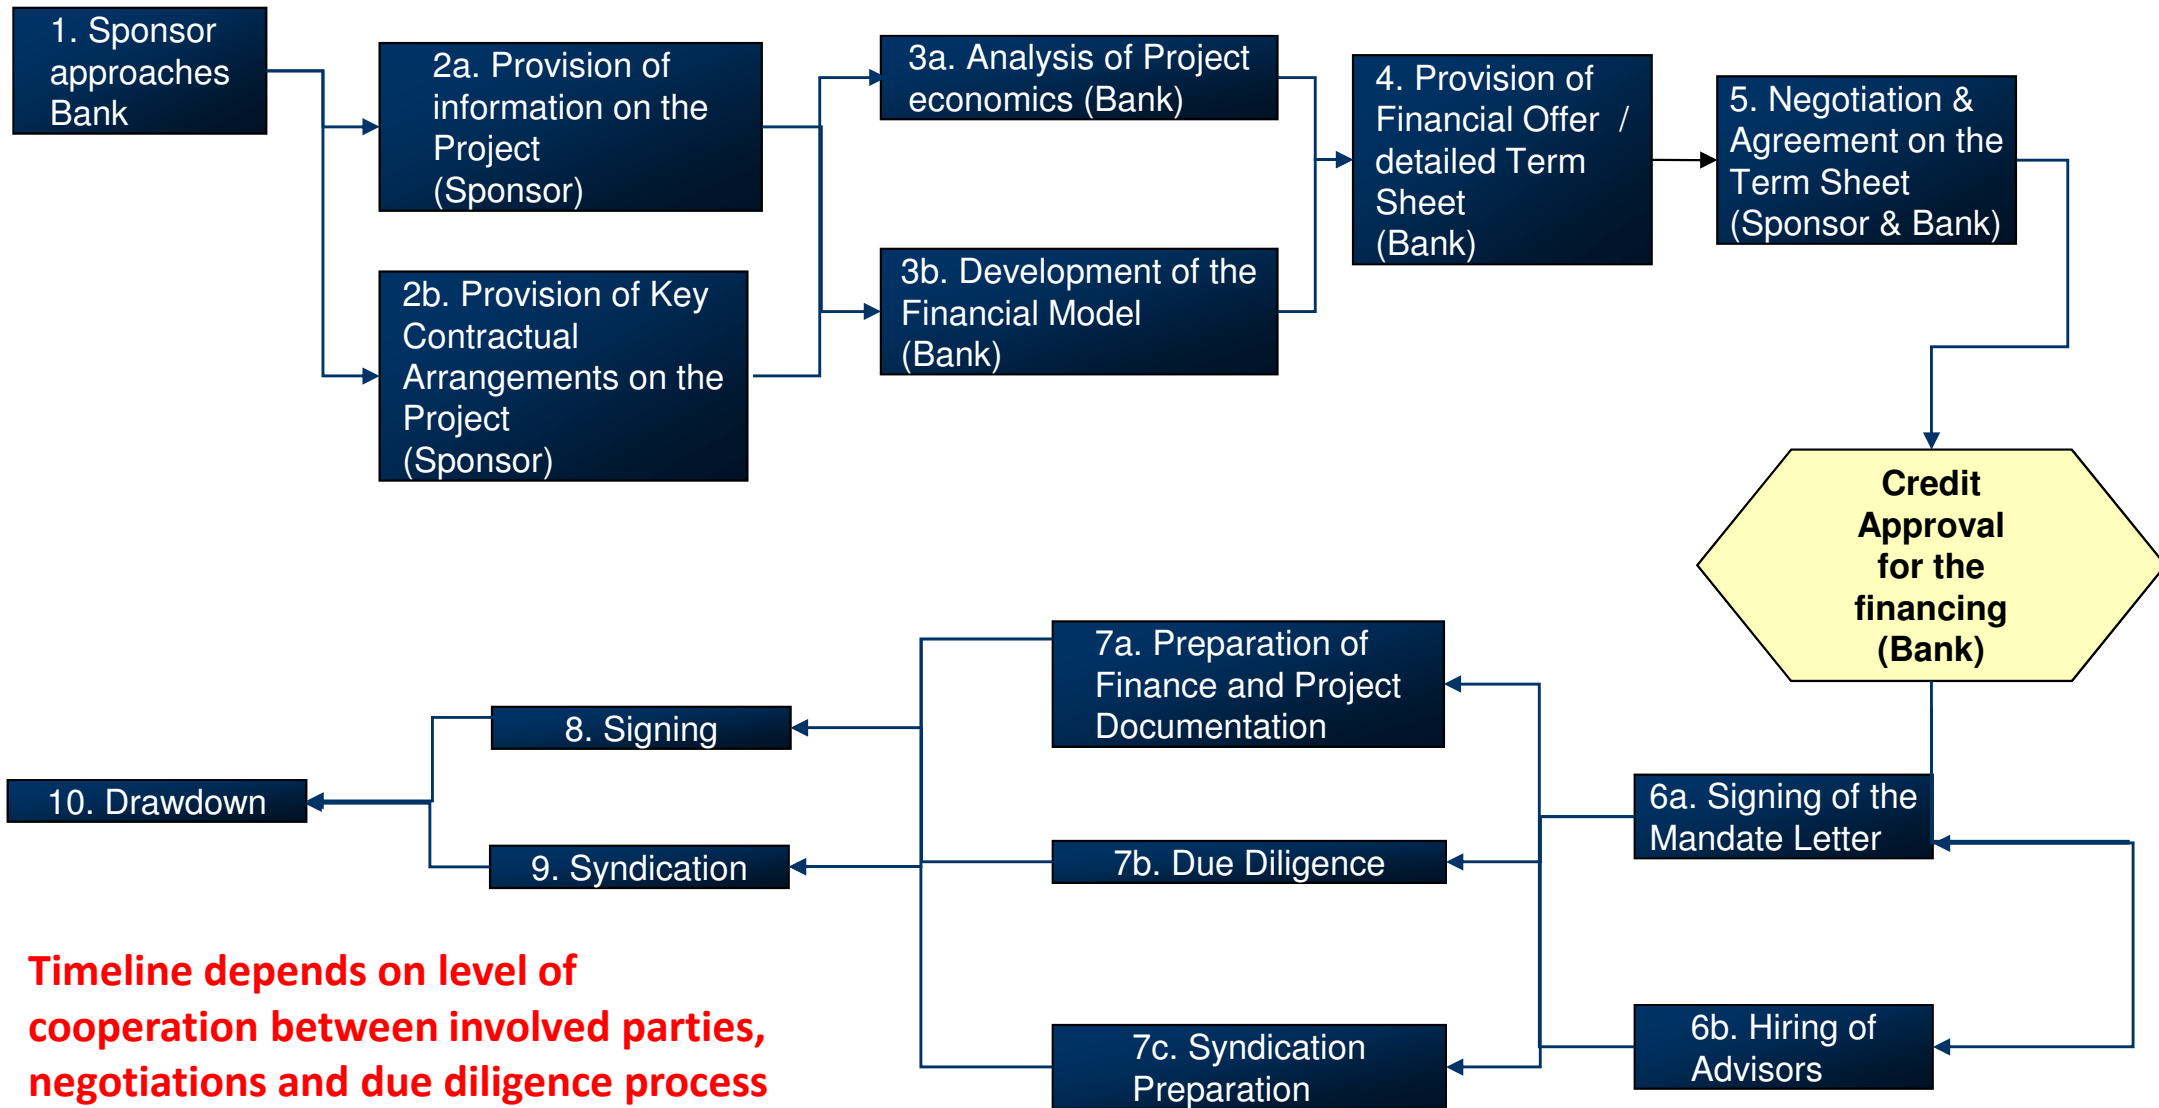 1. Sponsor
approaches
Bank
2a. Provision of
information on the
Project
(Sponsor)
2b. Provision of Key
Contractual
Arrangements on the
Project
(Sponsor)
3a. Analysis of Project
economics (Bank)
3b. Development of the
Financial Model
(Bank)
4. Provision of
Financial Offer /
detailed Term
Sheet
(Bank)
5. Negotiation &
Agreement on the
Term Sheet
(Sponsor & Bank)
Credit
Approval
for the
financing
(Bank)
6a. Signing of the
Mandate Letter
6b. Hiring of
Advisors
7a. Preparation of
Finance and Project
Documentation
7b. Due Diligence
7c. Syndication
Preparation
8. Signing
9. Syndication
10. Drawdown
Timeline depends on level of
cooperation between involved parties,
negotiations and due diligence process